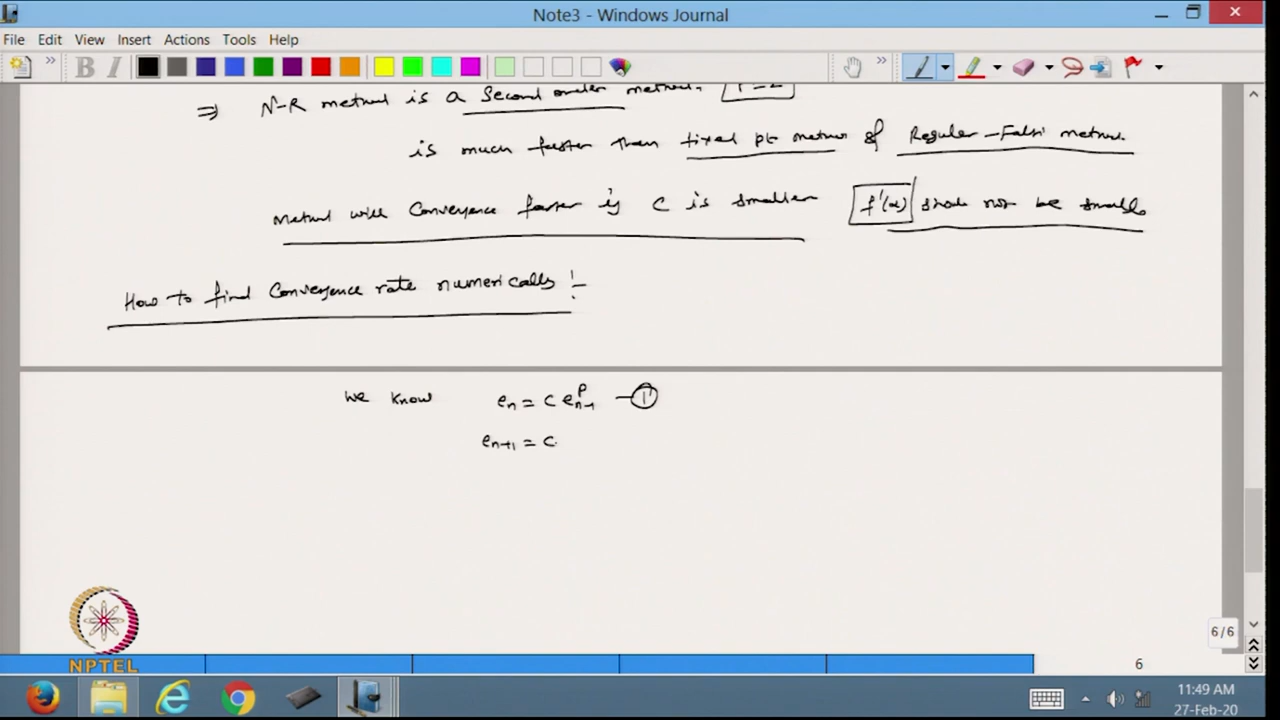 Note3 - Windows Journal
File Edit View Insert Actions Tools Help
⇒ N-R method is a second order method.
is much faster than fixed pt method & Regular-Falsi method.
Method will Convergence faster if C is smaller f'(α) should not be small.
How to find Convergence rate numerically :-
We know e_n = C e_{n-1}^p —①
e_{n+1} = C
6/6
NPTEL
6
11:49 AM
27-Feb-20